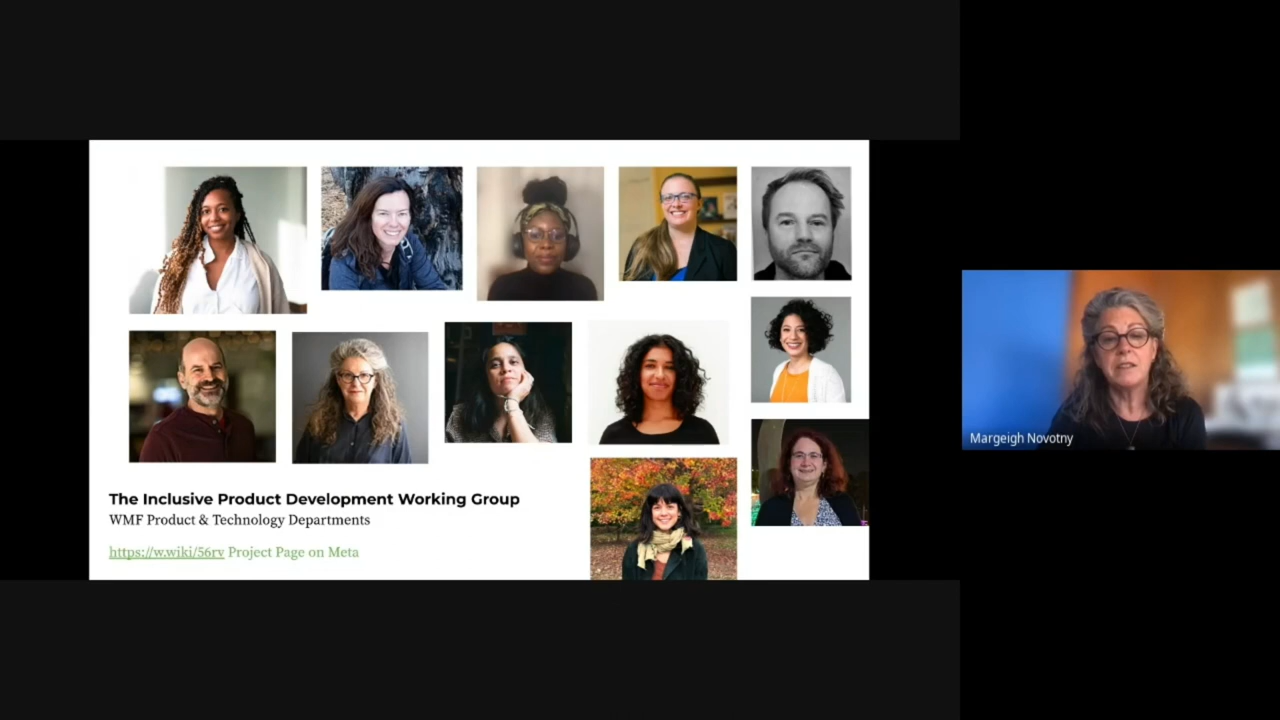 The Inclusive Product Development Working Group
WMF Product & Technology Departments
https://w.wiki/56rv Project Page on Meta
Margeigh Novotny